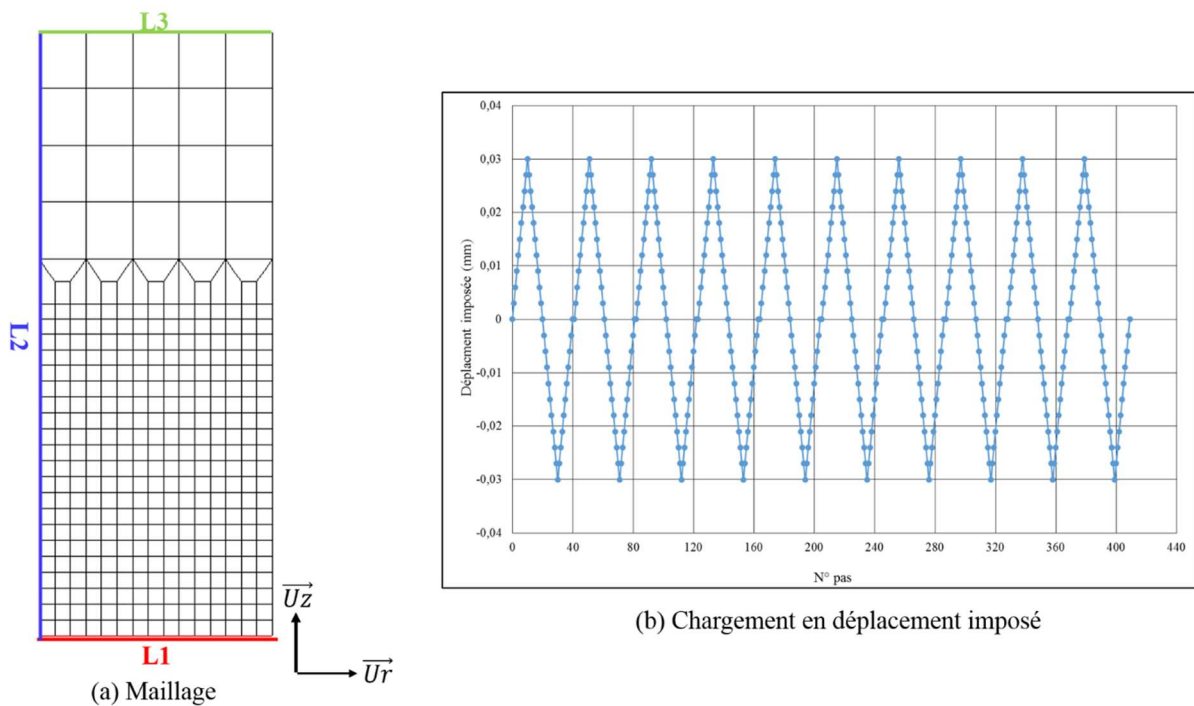 L3
L2
L1
Uz
Ur
(a) Maillage
0,04
0,03
0,02
0,01
0
-0,01
-0,02
-0,03
-0,04
Déplacement imposée (mm)
0 40 80 120 160 200 240 280 320 360 400 440
N° pas
(b) Chargement en déplacement imposé